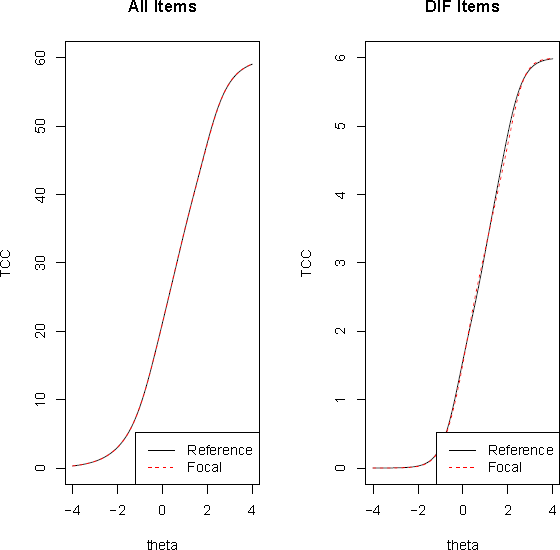 All Items
DIF Items
TCC
60
50
40
30
20
10
0
Reference
Focal
−4 −2 0 2 4
theta
TCC
6
5
4
3
2
1
0
Reference
Focal
−4 −2 0 2 4
theta